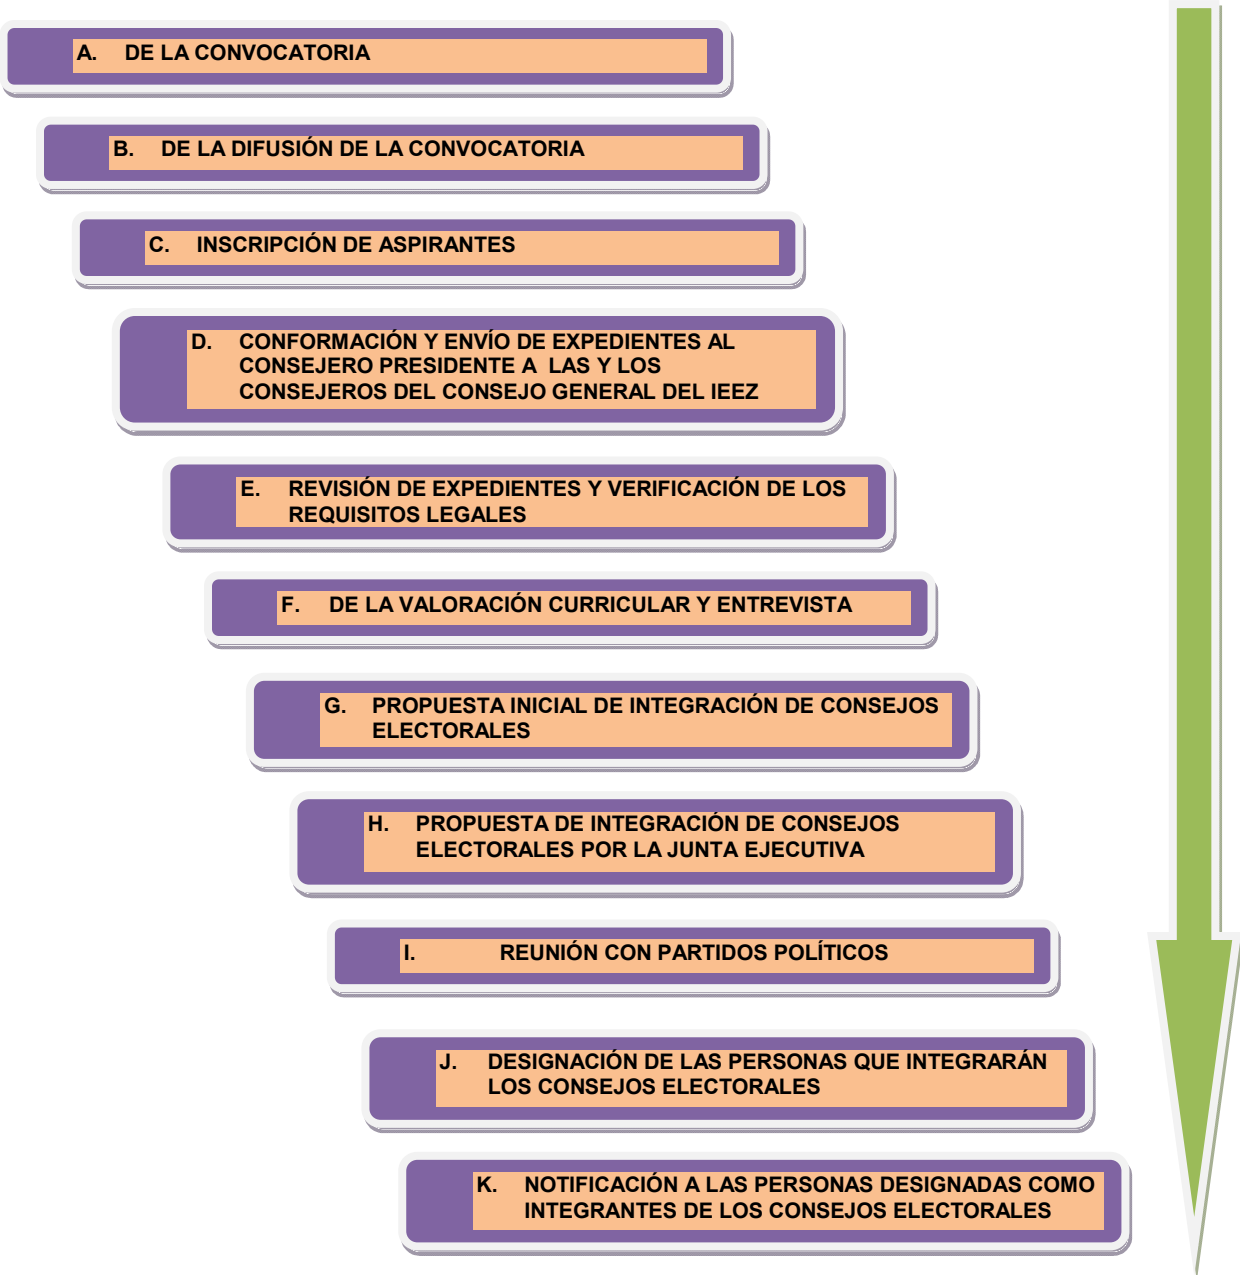 A. DE LA CONVOCATORIA
B. DE LA DIFUSIÓN DE LA CONVOCATORIA
C. INSCRIPCIÓN DE ASPIRANTES
D. CONFORMACIÓN Y ENVÍO DE EXPEDIENTES AL
CONSEJERO PRESIDENTE A LAS Y LOS
CONSEJEROS DEL CONSEJO GENERAL DEL IEEZ
E. REVISIÓN DE EXPEDIENTES Y VERIFICACIÓN DE LOS
REQUISITOS LEGALES
F. DE LA VALORACIÓN CURRICULAR Y ENTREVISTA
G. PROPUESTA INICIAL DE INTEGRACIÓN DE CONSEJOS
ELECTORALES
H. PROPUESTA DE INTEGRACIÓN DE CONSEJOS
ELECTORALES POR LA JUNTA EJECUTIVA
I. REUNIÓN CON PARTIDOS POLÍTICOS
J. DESIGNACIÓN DE LAS PERSONAS QUE INTEGRARÁN
LOS CONSEJOS ELECTORALES
K. NOTIFICACIÓN A LAS PERSONAS DESIGNADAS COMO
INTEGRANTES DE LOS CONSEJOS ELECTORALES